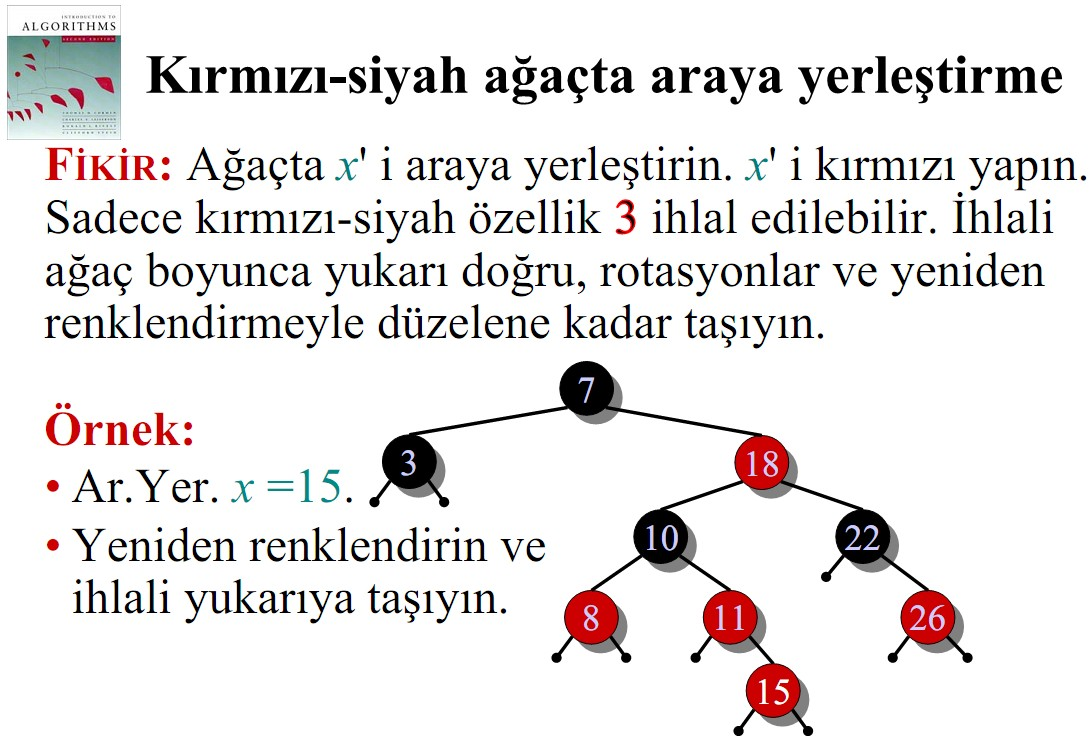 INTRODUCTION TO
ALGORITHMS
SECOND EDITION
Kırmızı-siyah ağaçta araya yerleştirme
FİKİR: Ağaçta x' i araya yerleştirin. x' i kırmızı yapın.
Sadece kırmızı-siyah özellik 3 ihlal edilebilir. İhlali
ağaç boyunca yukarı doğru, rotasyonlar ve yeniden
renklendirmeyle düzelene kadar taşıyın.
Örnek:
• Ar.Yer. x =15.
• Yeniden renklendirin ve
ihlali yukarıya taşıyın.
7
3
18
10
22
8
11
26
15